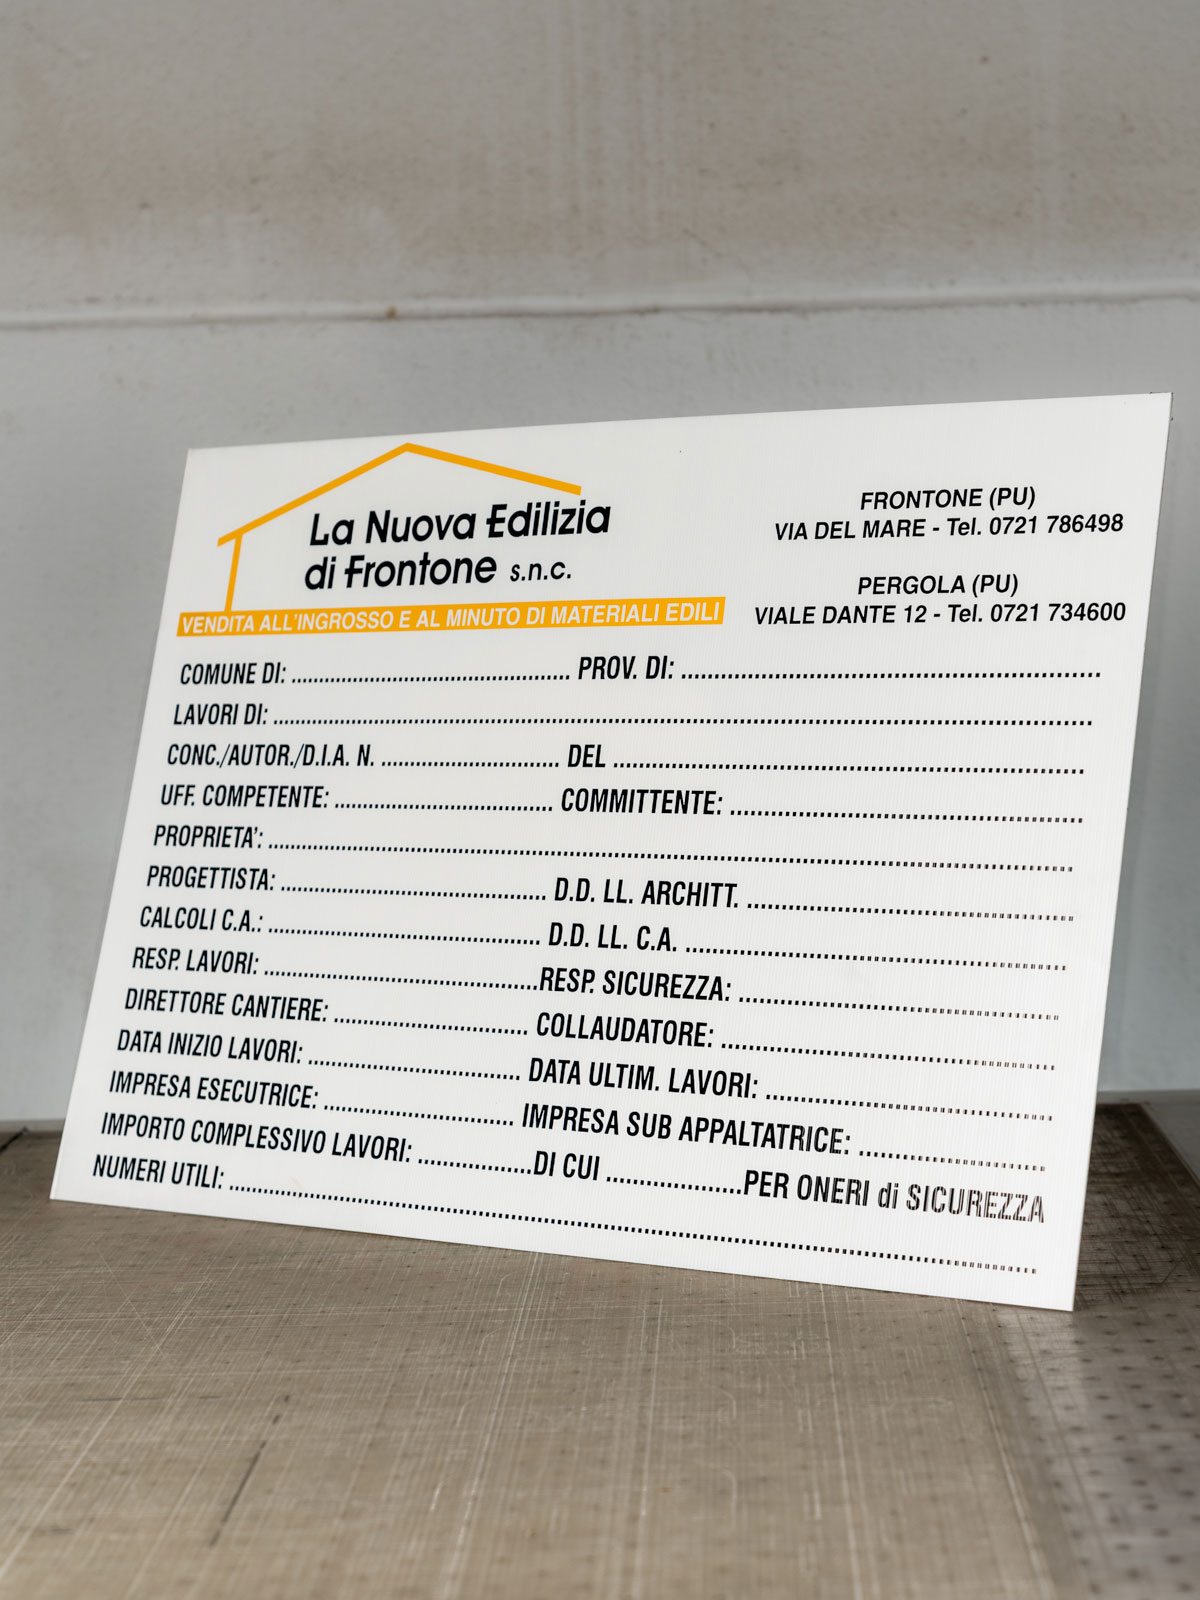 La Nuova Edilizia
di Frontone s.n.c.
VENDITA ALL'INGROSSO E AL MINUTO DI MATERIALI EDILI
FRONTONE (PU)
VIA DEL MARE - Tel. 0721 786498
PERGOLA (PU)
VIALE DANTE 12 - Tel. 0721 734600
COMUNE DI: ............................ PROV. DI: ............................
LAVORI DI: ............................
CONC./AUTOR./D.I.A. N. ............................ DEL ............................
UFF. COMPETENTE: ............................ COMMITTENTE: ............................
PROPRIETA': ............................
PROGETTISTA: ............................ D.D. LL. ARCHITT. ............................
CALCOLI C.A.: ............................ D.D. LL. C.A. ............................
RESP. LAVORI: ............................ RESP. SICUREZZA: ............................
DIRETTORE CANTIERE: ............................ COLLAUDATORE: ............................
DATA INIZIO LAVORI: ............................ DATA ULTIM. LAVORI: ............................
IMPRESA ESECUTRICE: ............................ IMPRESA SUB APPALTATRICE: ............................
IMPORTO COMPLESSIVO LAVORI: .................DI CUI ....................PER ONERI di SICUREZZA
NUMERI UTILI: ............................